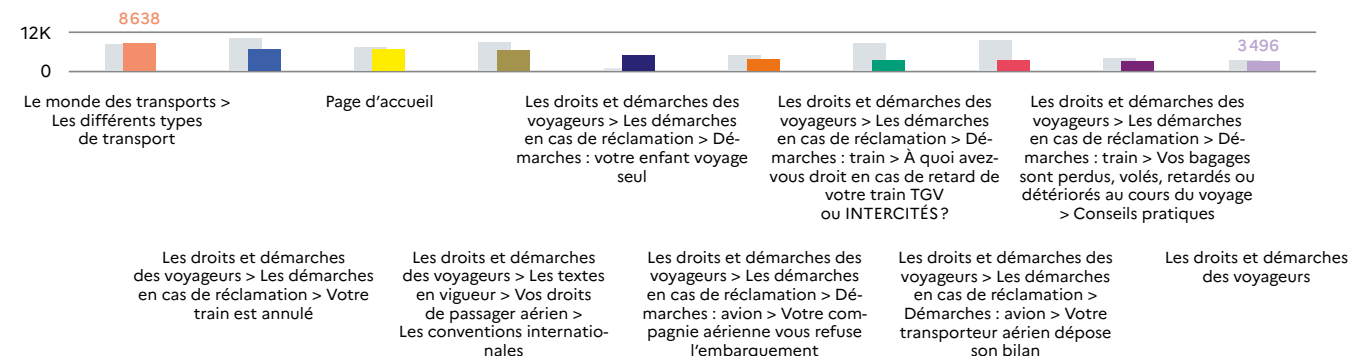 8638
12K
3496
0
Le monde des transports >
Les différents types
de transport
Page d'accueil
Les droits et démarches des
voyageurs > Les démarches
en cas de réclamation > Dé-
marches : votre enfant voyage
seul
Les droits et démarches des
voyageurs > Les démarches
en cas de réclamation > Dé-
marches : train > À quoi avez-
vous droit en cas de retard de
votre train TGV
ou INTERCITÉS ?
Les droits et démarches des
voyageurs > Les démarches
en cas de réclamation > Dé-
marches : train > Vos bagages
sont perdus, volés, retardés ou
détériorés au cours du voyage
> Conseils pratiques
Les droits et démarches
des voyageurs > Les démarches
en cas de réclamation > Votre
train est annulé
Les droits et démarches
des voyageurs > Les textes
en vigueur > Vos droits
de passager aérien >
Les conventions internatio-
nales
Les droits et démarches des
voyageurs > Les démarches
en cas de réclamation > Dé-
marches : avion > Votre com-
pagnie aérienne vous refuse
l'embarquement
Les droits et démarches des
voyageurs > Les démarches
en cas de réclamation >
Démarches : avion > Votre
transporteur aérien dépose
son bilan
Les droits et démarches
des voyageurs